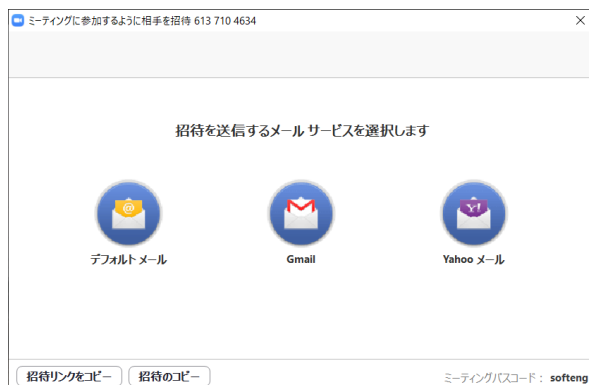 ミーティングに参加するように相手を招待 613 710 4634
招待を送信するメール サービスを選択します
デフォルト メール
Gmail
Yahoo メール
招待リンクをコピー
招待のコピー
ミーティングパスコード： softeng